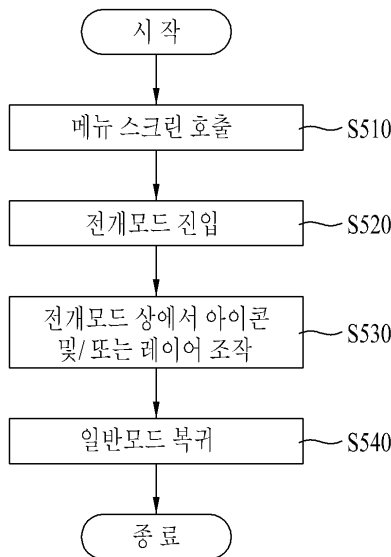 시 작
메뉴 스크린 호출
S510
전개모드 진입
S520
전개모드 상에서 아이콘
및/ 또는 레이어 조작
S530
일반모드 복귀
S540
종 료